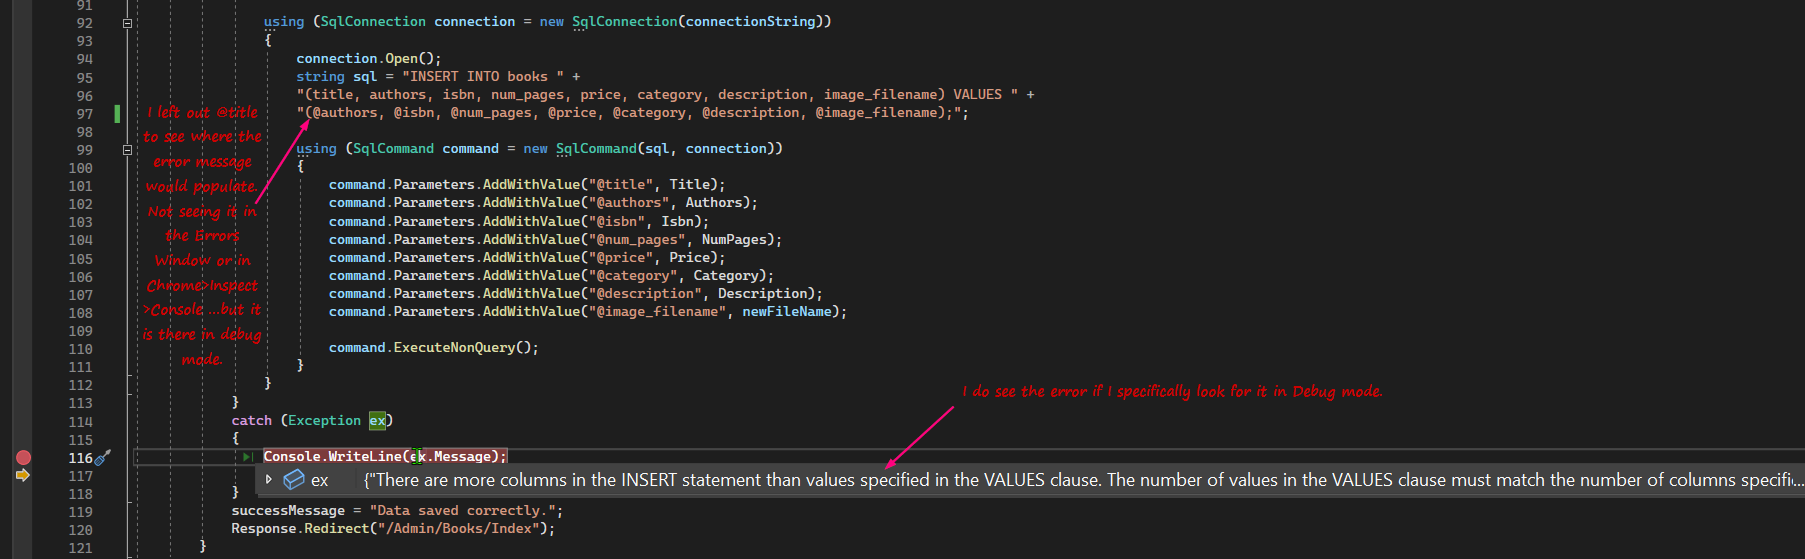 91
92 using (SqlConnection connection = new SqlConnection(connectionString))
93 {
94 connection.Open();
95 string sql = "INSERT INTO books " +
96 "(title, authors, isbn, num_pages, price, category, description, image_filename) VALUES " +
97 "(@authors, @isbn, @num_pages, @price, @category, @description, @image_filename);";
98
99 using (SqlCommand command = new SqlCommand(sql, connection))
100 {
101 command.Parameters.AddWithValue("@title", Title);
102 command.Parameters.AddWithValue("@authors", Authors);
103 command.Parameters.AddWithValue("@isbn", Isbn);
104 command.Parameters.AddWithValue("@num_pages", NumPages);
105 command.Parameters.AddWithValue("@price", Price);
106 command.Parameters.AddWithValue("@category", Category);
107 command.Parameters.AddWithValue("@description", Description);
108 command.Parameters.AddWithValue("@image_filename", newFileName);
109
110 command.ExecuteNonQuery();
111 }
112 }
113 }
114 catch (Exception ex)
115 {
116 Console.WriteLine(ex.Message);
117 ex {"There are more columns in the INSERT statement than values specified in the VALUES clause. The number of values in the VALUES clause must match the number of columns specifi...
118 }
119 successMessage = "Data saved correctly.";
120 Response.Redirect("/Admin/Books/Index");
121 }
I left out @title
to see where the
error message
would populate.
Not seeing it in
the Errors
Window or in
Chrome>Inspect
>Console ...but it
is there in debug
mode.
I do see the error if I specifically look for it in Debug mode.